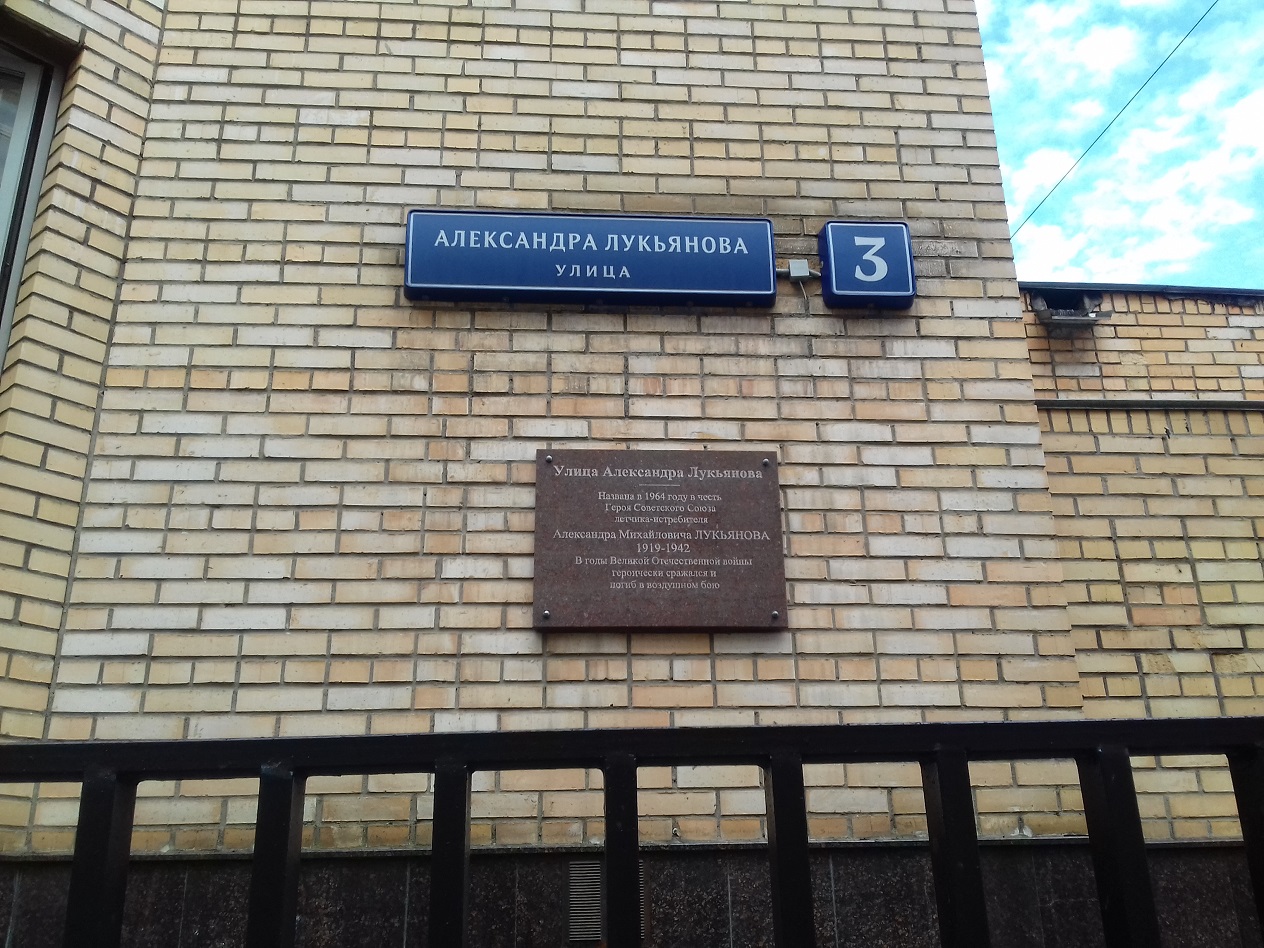 АЛЕКСАНДРА ЛУКЬЯНОВА
УЛИЦА
3
Улица Александра Лукьянова
Названа в 1964 году в честь
Героя Советского Союза
летчика-истребителя
Александра Михайловича ЛУКЬЯНОВА
1919-1942
В годы Великой Отечественной войны
героически сражался и
погиб в воздушном бою